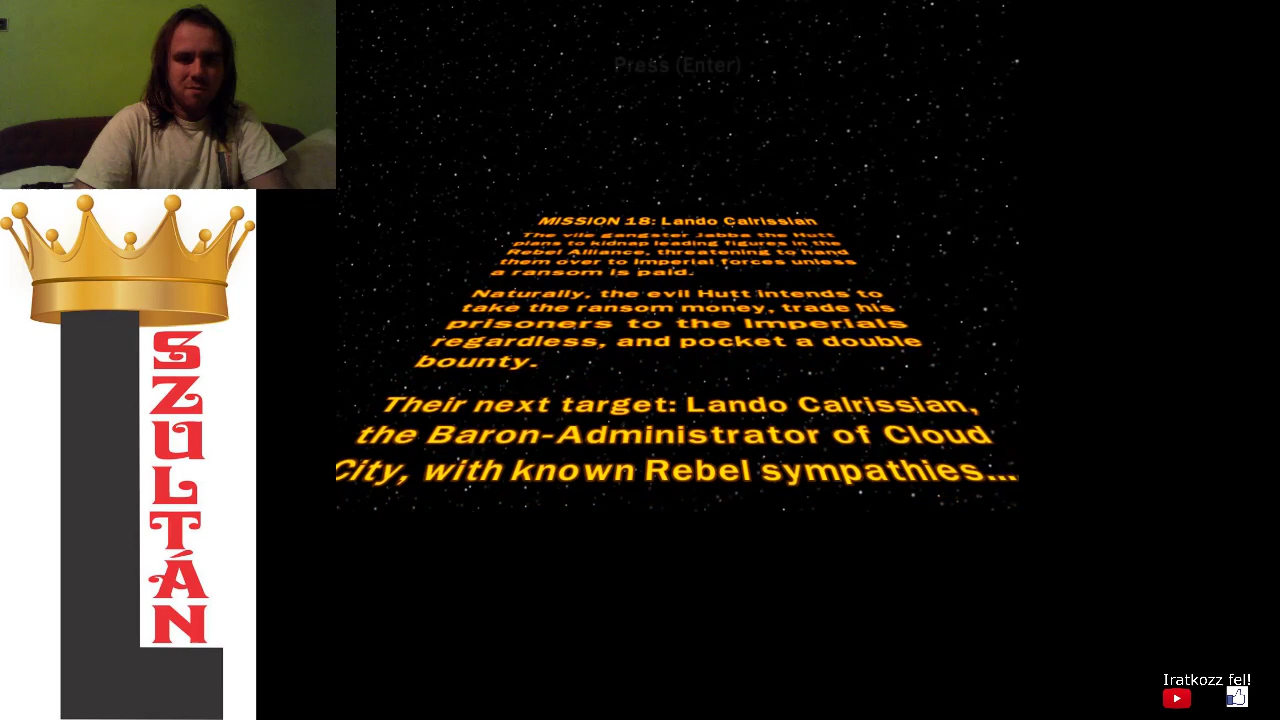 Press (Enter)
MISSION 18: Lando Calrissian
The vile gangster Jabba the Hutt
plans to kidnap leading figures in the
Rebel Alliance, threatening to hand
them over to Imperial forces unless
a ransom is paid.
Naturally, the evil Hutt intends to
take the ransom money, trade his
prisoners to the Imperials
regardless, and pocket a double
bounty.
Their next target: Lando Calrissian,
the Baron-Administrator of Cloud
City, with known Rebel sympathies...
L
SZULTÁN
Iratkozz fel!